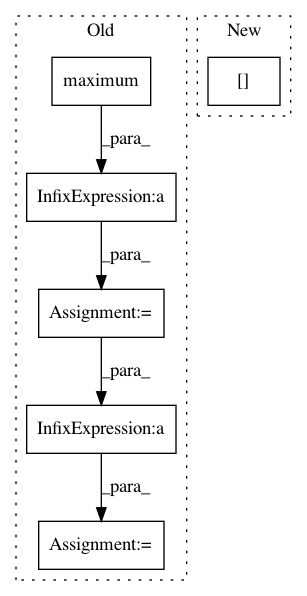 Old
New
maximum
[]
_para_
InfixExpression:a
_para_
Assignment:=
_para_
InfixExpression:a
_para_
Assignment:=